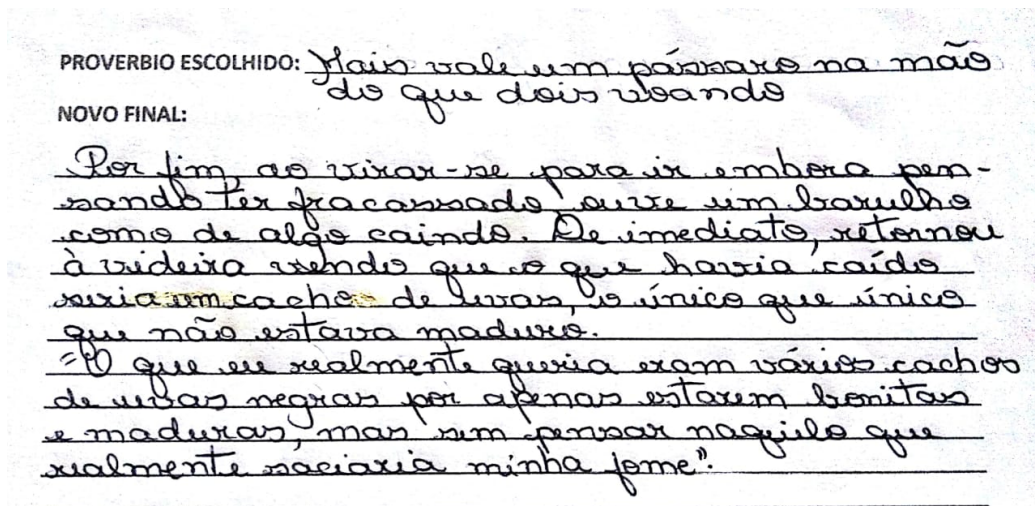 PROVERBIO ESCOLHIDO: Mais vale um pássaro na mão
do que dois voando
NOVO FINAL:
Por fim, ao virar-se para ir embora pen-
sando ter fracassado, ouve um barulho
como de algo caindo. De imediato, retornou
à videira vendo que o que havia caído
seria um cacho de uvas, o único que único
que não estava maduro.
"O que eu realmente queria eram vários cachos
de uvas negras por apenas estarem bonitas
e maduras, mas sem pensar naquilo que
realmente saciaria minha fome".